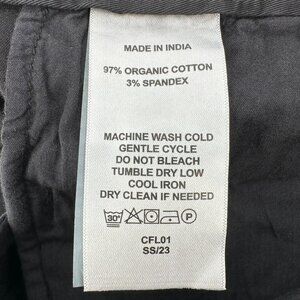 MADE IN INDIA
97% ORGANIC COTTON
3% SPANDEX
MACHINE WASH COLD
GENTLE CYCLE
DO NOT BLEACH
TUMBLE DRY LOW
COOL IRON
DRY CLEAN IF NEEDED
30° P
CFL01
SS/23